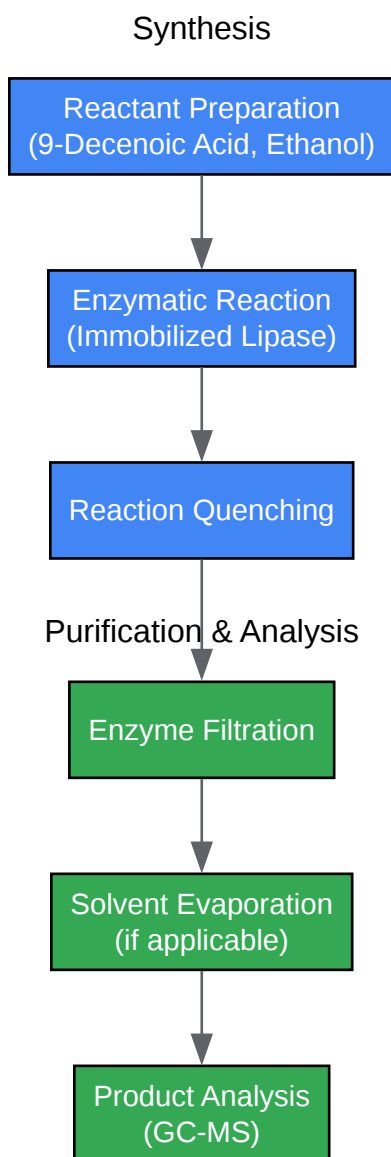 Synthesis
Reactant Preparation
(9-Decenoic Acid, Ethanol)
Enzymatic Reaction
(Immobilized Lipase)
Reaction Quenching
Purification & Analysis
Enzyme Filtration
Solvent Evaporation
(if applicable)
Product Analysis
(GC-MS)